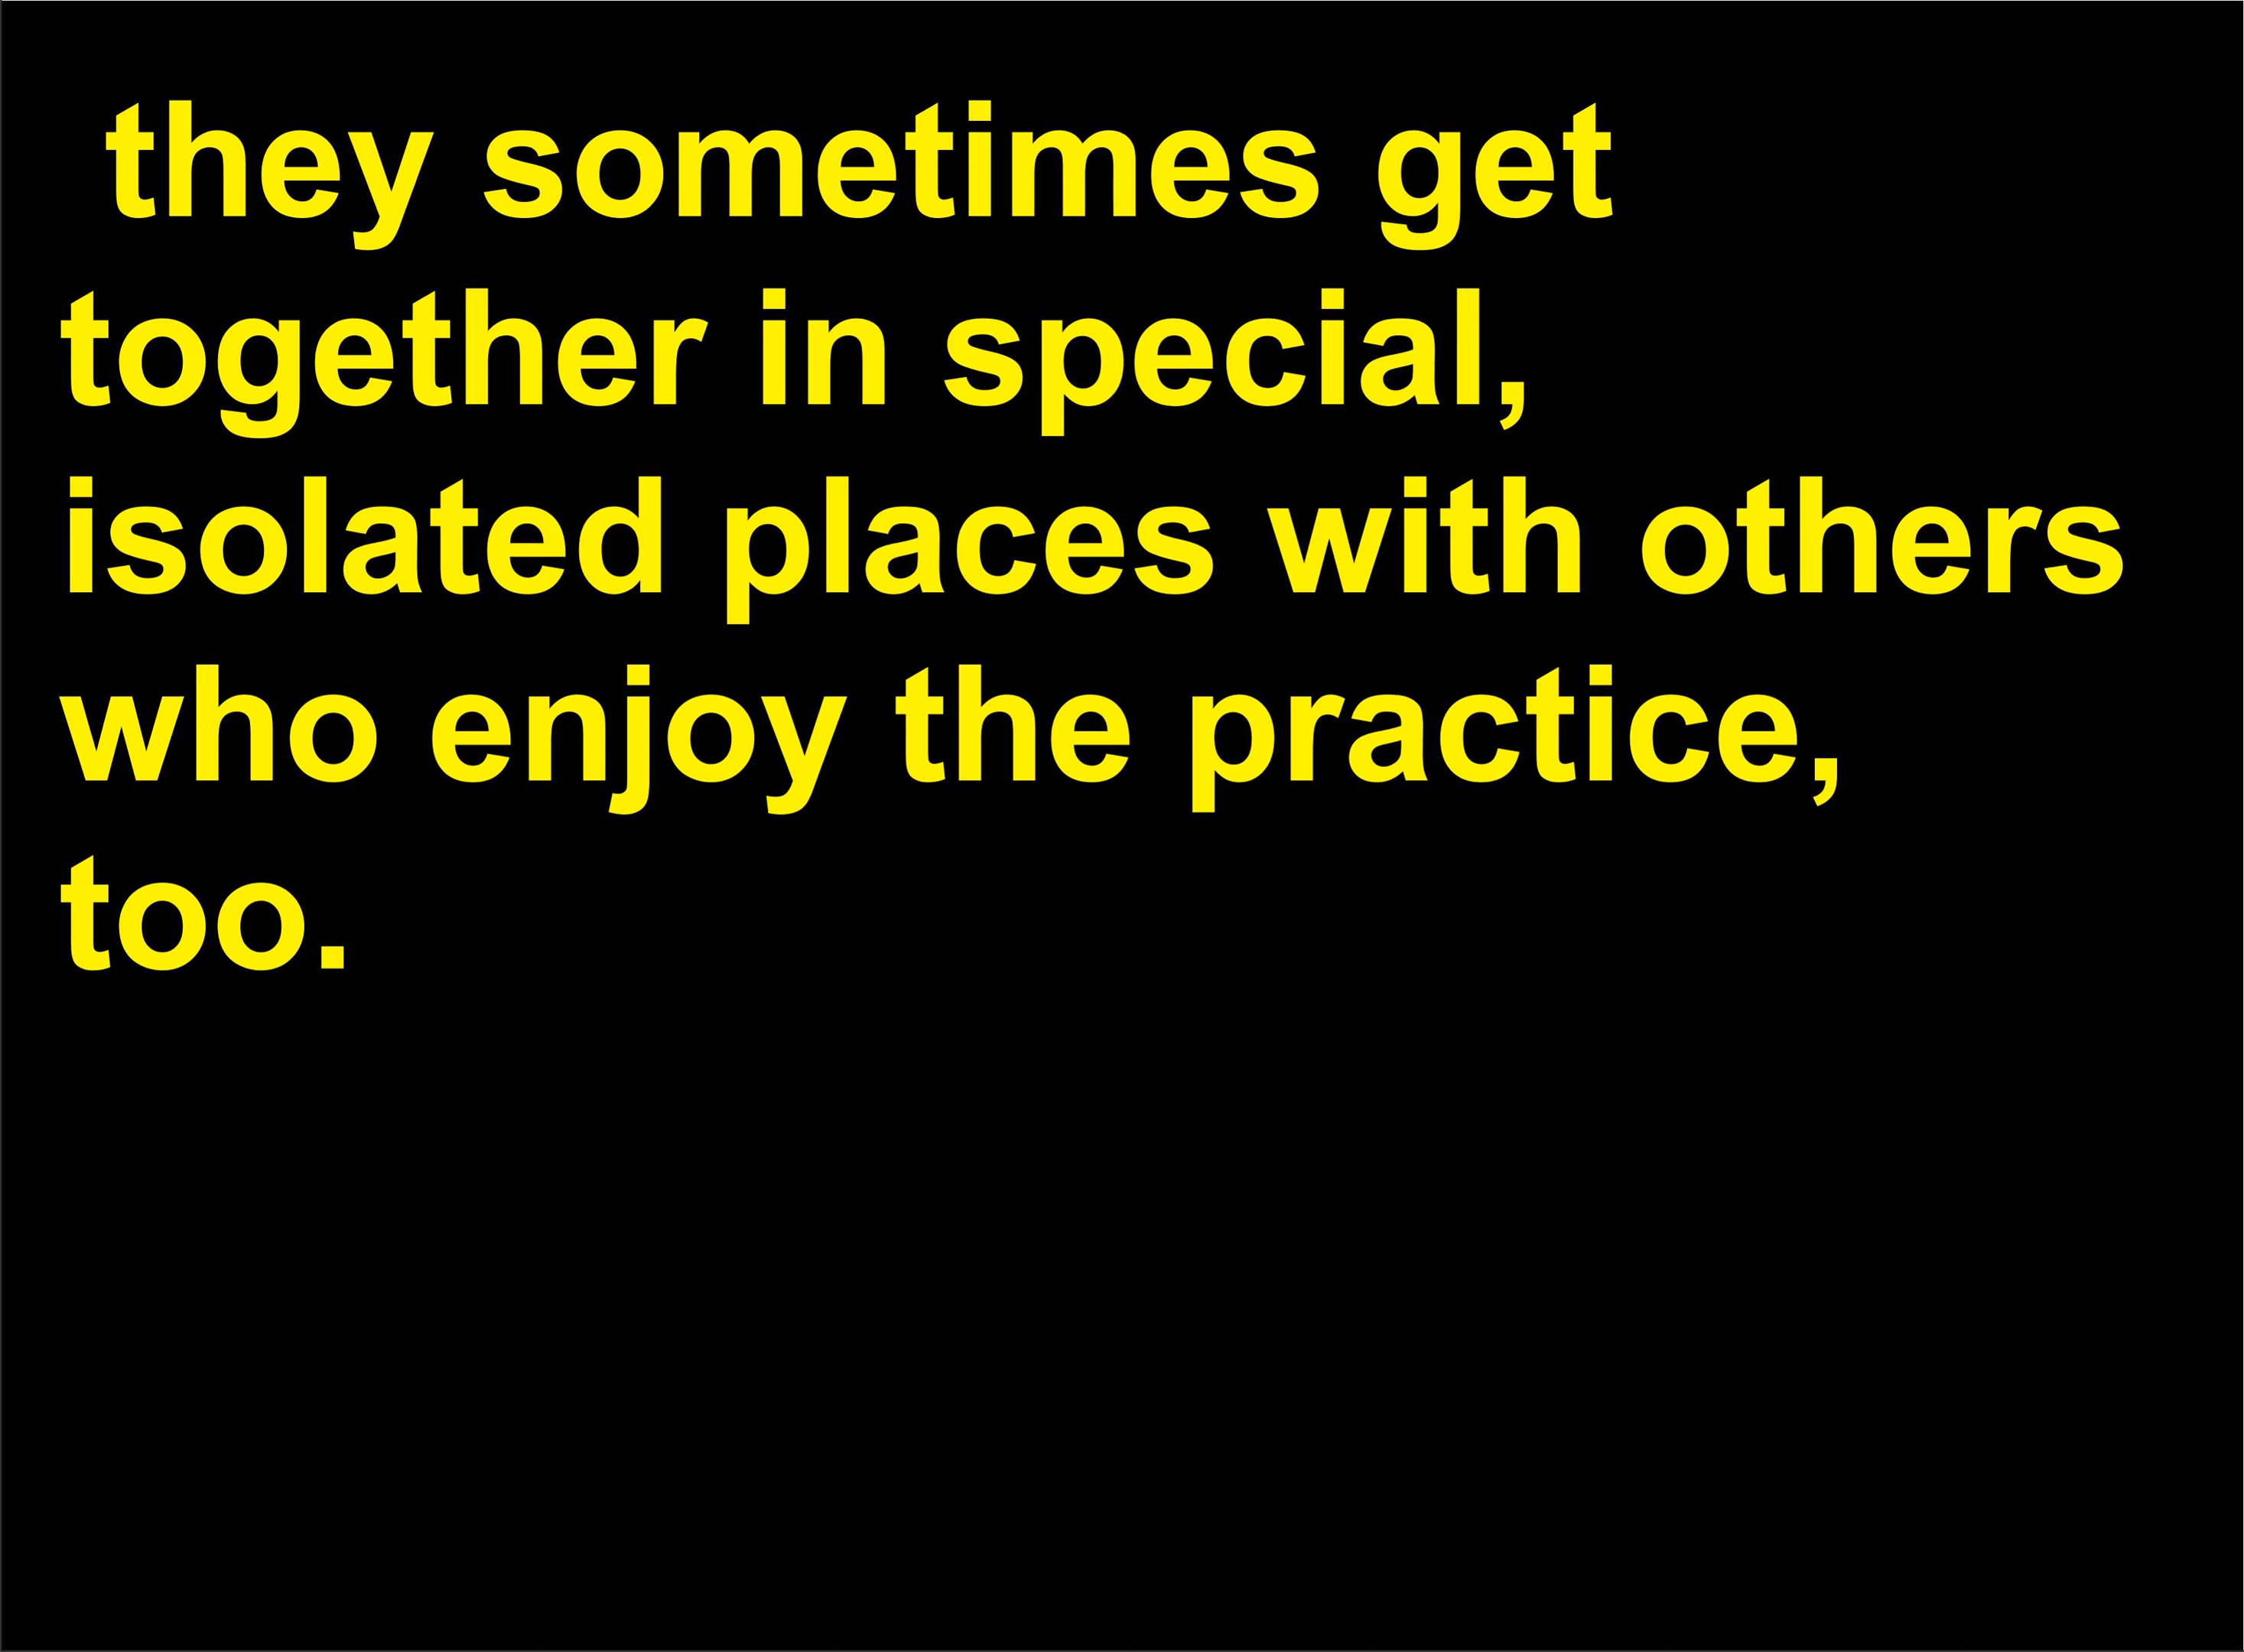 they sometimes get
together in special,
isolated places with others
who enjoy the practice,
too.